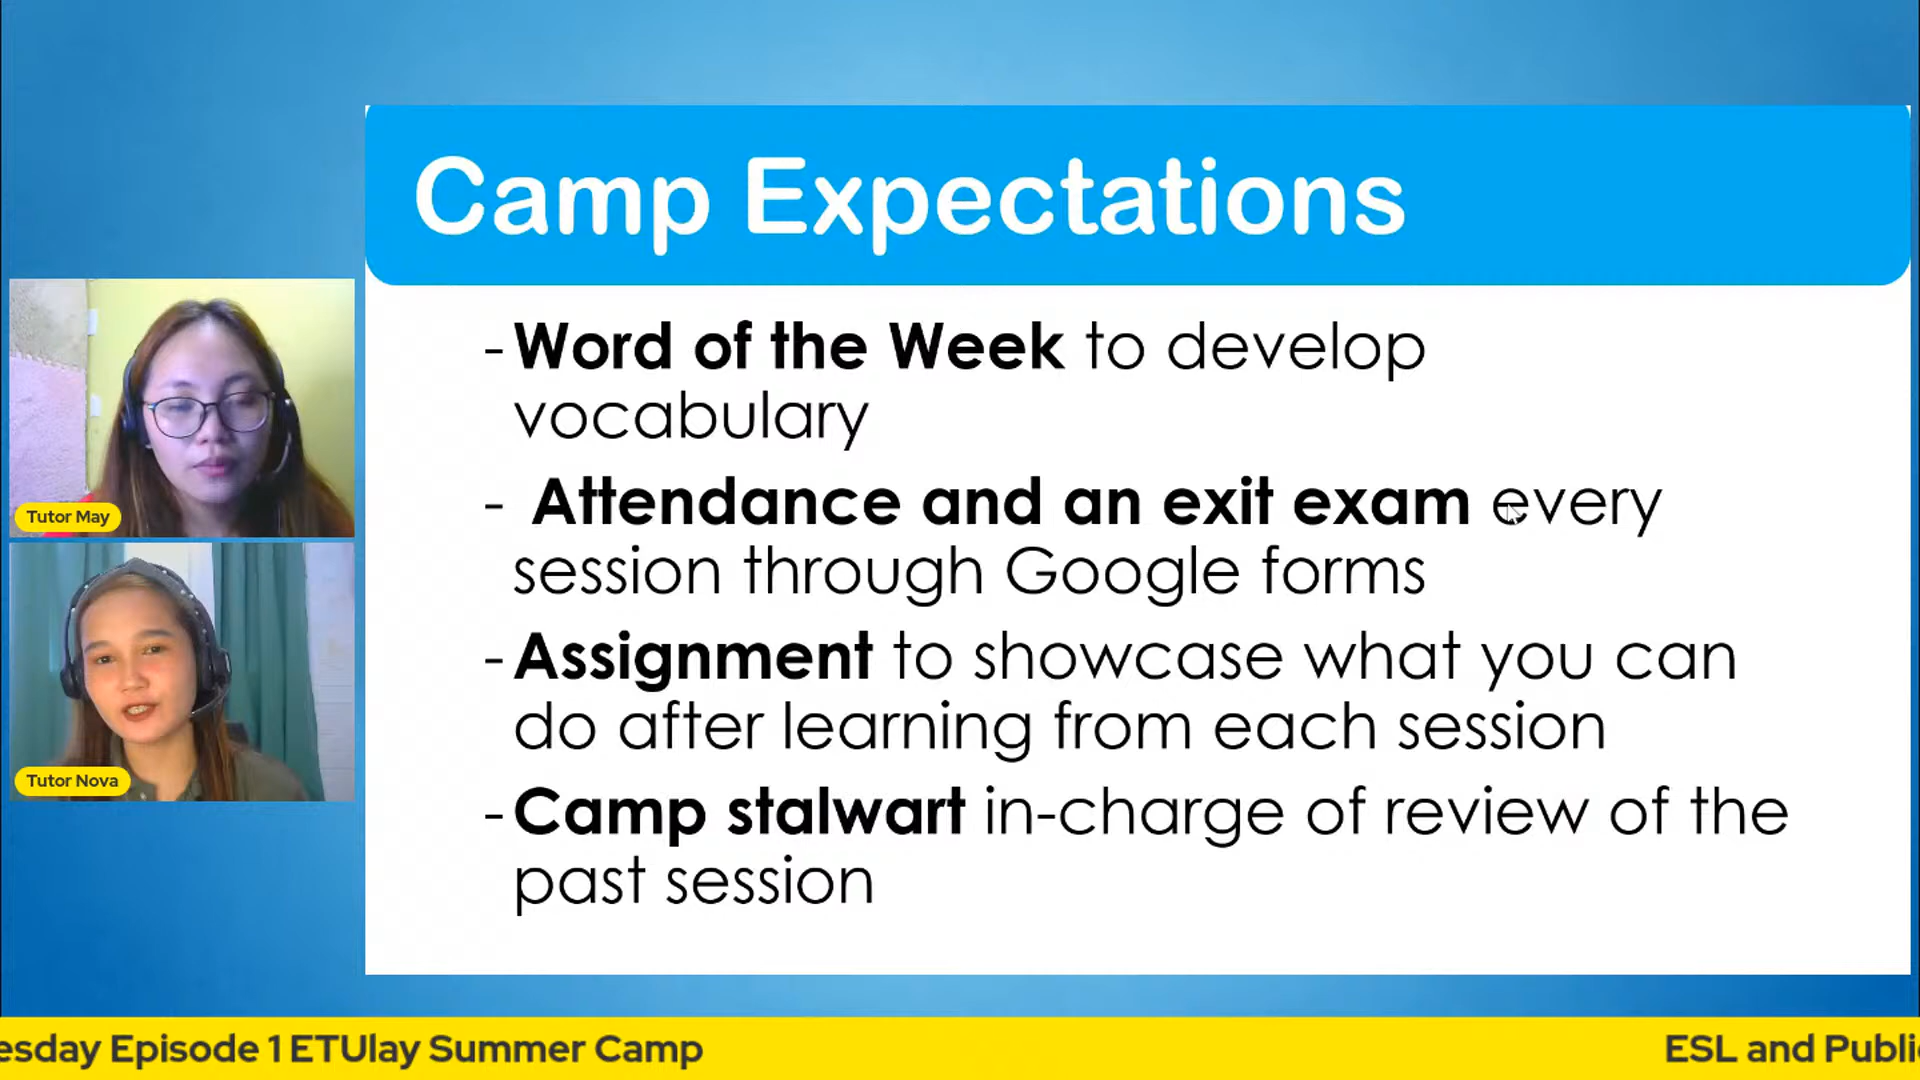 Camp Expectations
-Word of the Week to develop
vocabulary
- Attendance and an exit exam every
session through Google forms
-Assignment to showcase what you can
do after learning from each session
-Camp stalwart in-charge of review of the
past session
Tutor May
Tutor Nova
esday Episode 1 ETUlay Summer Camp
ESL and Public